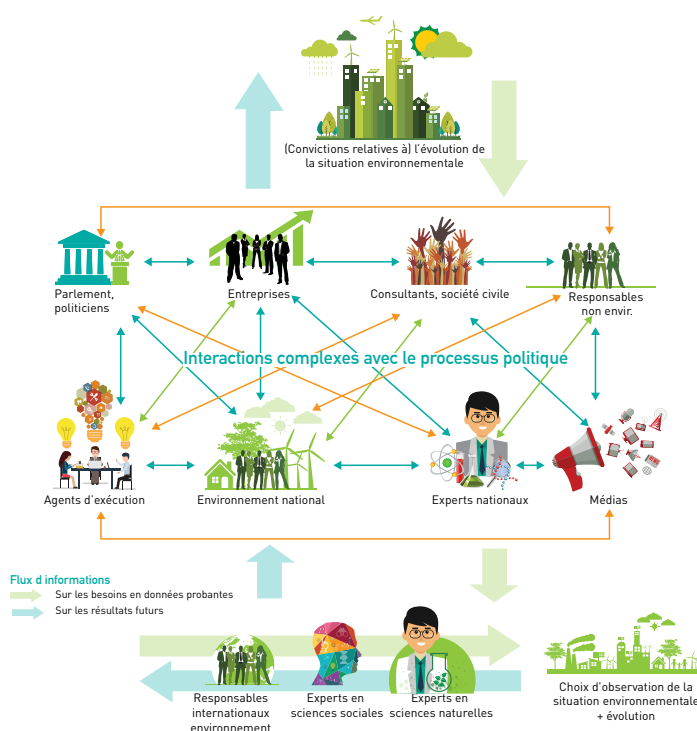 (Convictions relatives à) l'évolution de
la situation environnementale
Parlement,
politiciens
Entreprises
Consultants, société civile
Responsables
non envir.
Interactions complexes avec le processus politique
Agents d'exécution
Environnement national
Experts nationaux
Médias
Flux d informations
Sur les besoins en données probantes
Sur les résultats futurs
Responsables
internationaux
environnement
Experts en
sciences sociales
Experts en
sciences naturelles
Choix d'observation de la
situation environnementale
+ évolution